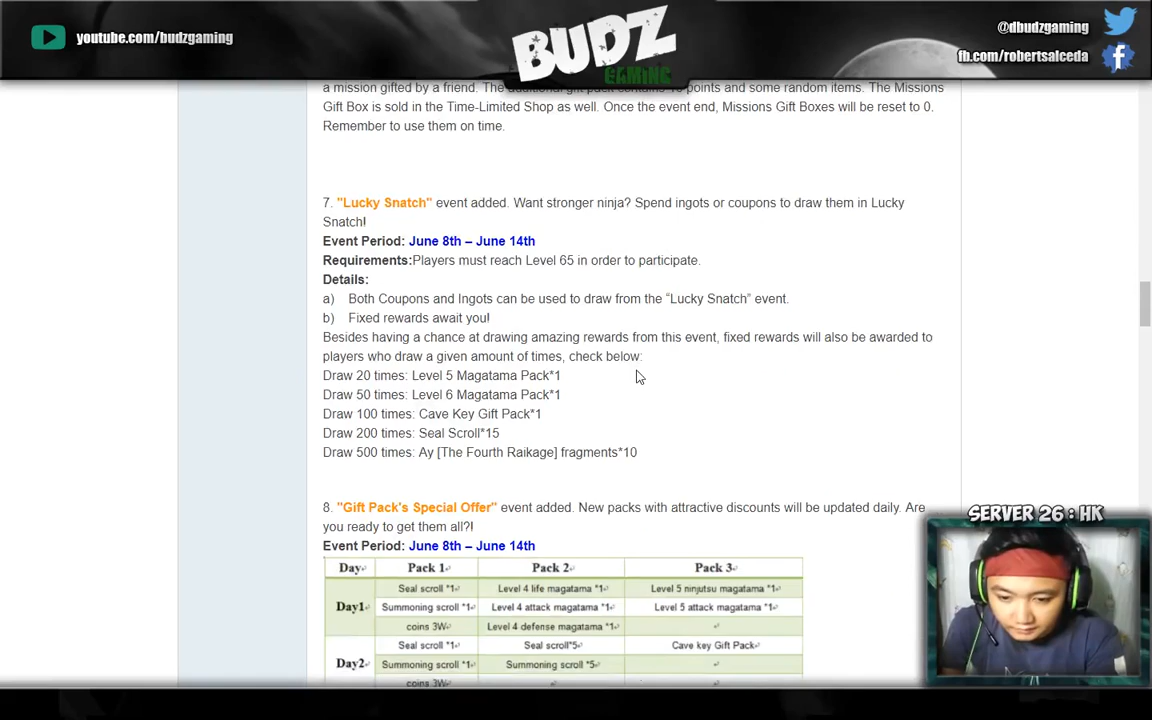 youtube.com/budzgaming
BUDZ
GAMING
@dbudzgaming
fb.com/robertsalceda
a mission gifted by a friend. The additional gift pack contains 10 points and some random items. The Missions
Gift Box is sold in the Time-Limited Shop as well. Once the event end, Missions Gift Boxes will be reset to 0.
Remember to use them on time.
7. "Lucky Snatch" event added. Want stronger ninja? Spend ingots or coupons to draw them in Lucky
Snatch!
Event Period: June 8th – June 14th
Requirements:Players must reach Level 65 in order to participate.
Details:
a) Both Coupons and Ingots can be used to draw from the “Lucky Snatch” event.
b) Fixed rewards await you!
Besides having a chance at drawing amazing rewards from this event, fixed rewards will also be awarded to
players who draw a given amount of times, check below:
Draw 20 times: Level 5 Magatama Pack*1
Draw 50 times: Level 6 Magatama Pack*1
Draw 100 times: Cave Key Gift Pack*1
Draw 200 times: Seal Scroll*15
Draw 500 times: Ay [The Fourth Raikage] fragments*10
8. "Gift Pack's Special Offer" event added. New packs with attractive discounts will be updated daily. Are
you ready to get them all?!
Event Period: June 8th – June 14th
Day Pack 1 Pack 2 Pack 3
Seal scroll *1 Level 4 life magatama *1 Level 5 ninjutsu magatama *1
Day1 Summoning scroll *1 Level 4 attack magatama *1 Level 5 attack magatama *1
coins 3W Level 4 defense magatama *1
Seal scroll *1 Seal scroll*5 Cave key Gift Pack
Day2 Summoning scroll *1 Summoning scroll *5
coins 3W
SERVER 26 : HK